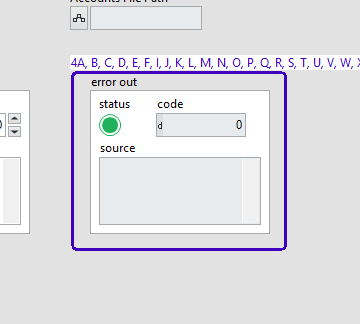 Accounts File Path
4A, B, C, D, E, F, I, J, K, L, M, N, O, P, Q, R, S, T, U, V, W, X
error out
status code
d 0
source